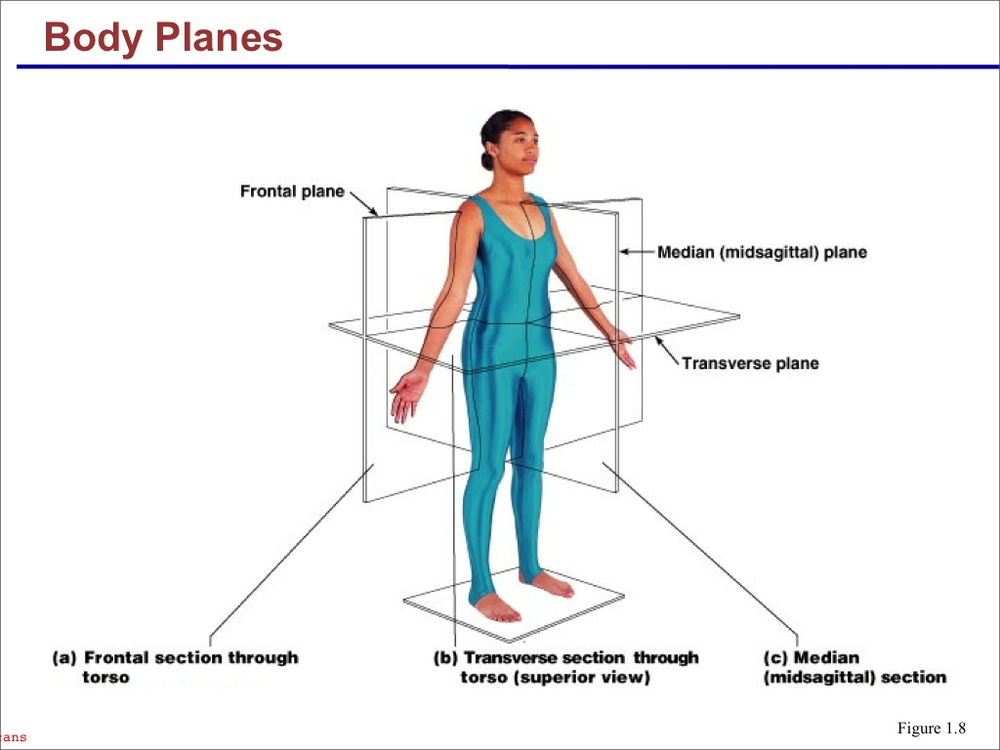 Body Planes
Frontal plane
Median (midsagittal) plane
Transverse plane
(a) Frontal section through
torso
(b) Transverse section through
torso (superior view)
(c) Median
(midsagittal) section
Figure 1.8